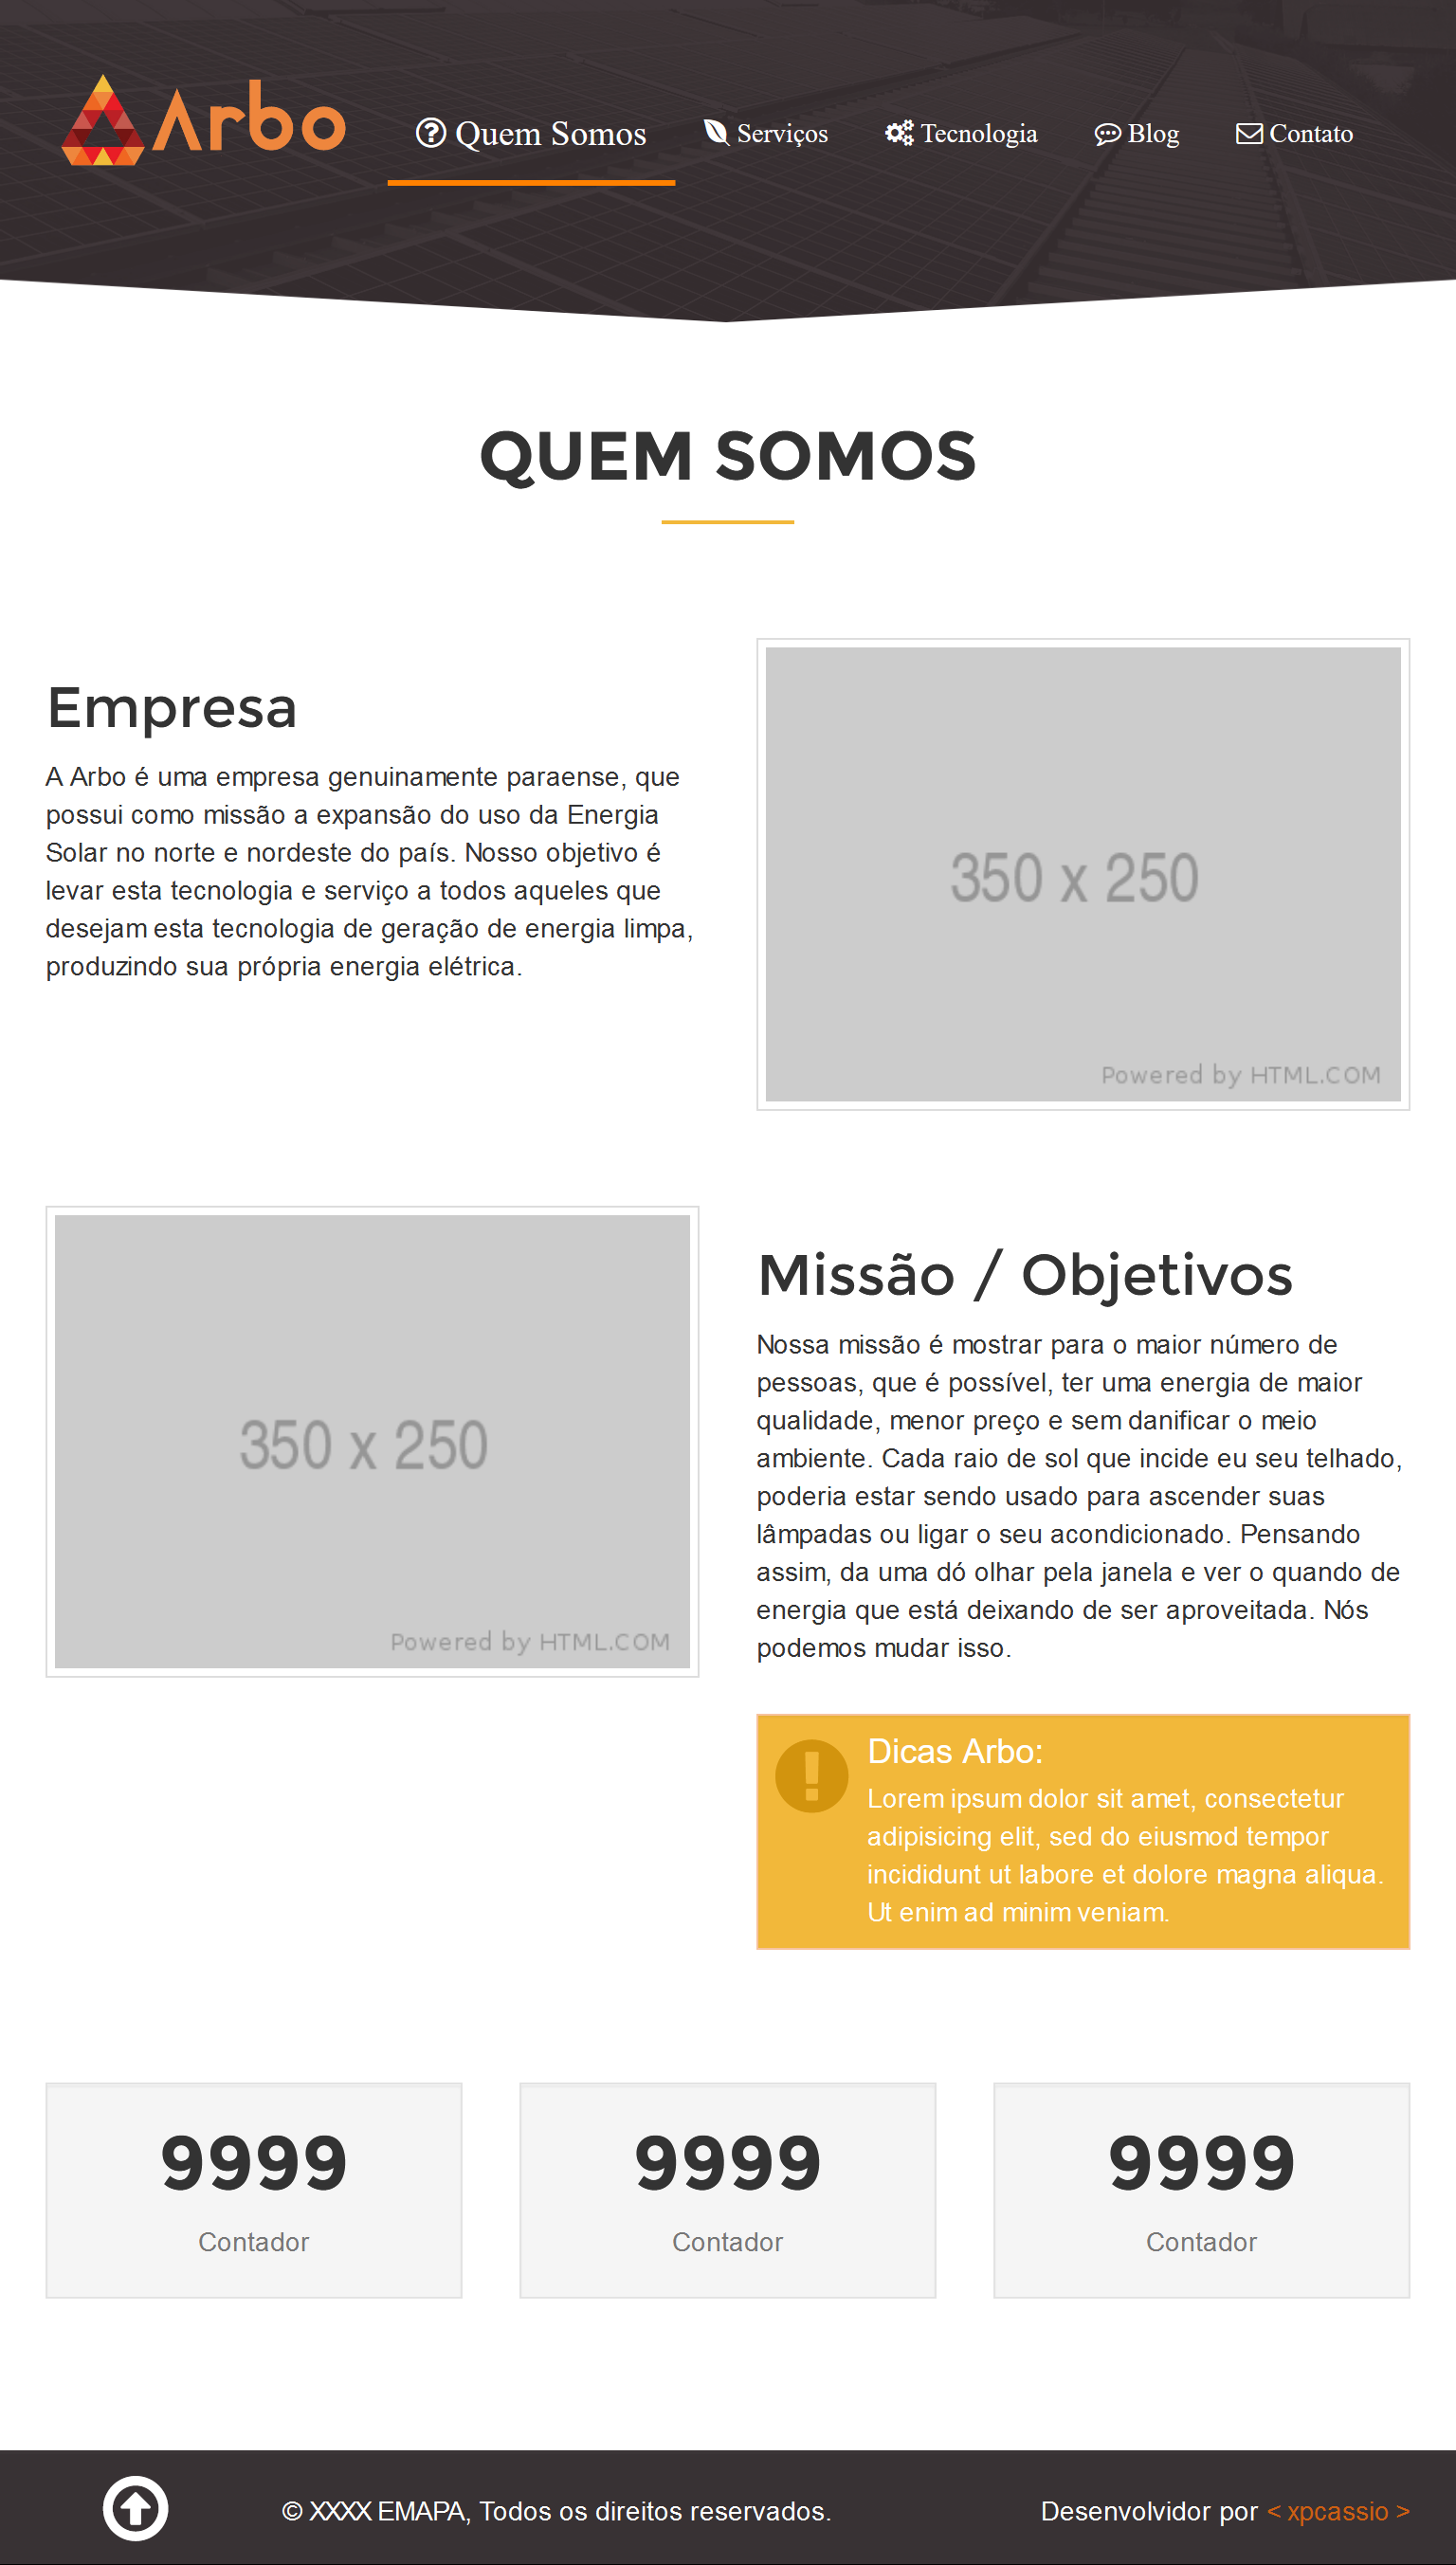 Arbo
Quem Somos
Serviços
Tecnologia
Blog
Contato
QUEM SOMOS
Empresa
A Arbo é uma empresa genuinamente paraense, que
possui como missão a expansão do uso da Energia
Solar no norte e nordeste do país. Nosso objetivo é
levar esta tecnologia e serviço a todos aqueles que
desejam esta tecnologia de geração de energia limpa,
produzindo sua própria energia elétrica.
350 x 250
Powered by HTML.COM
350 x 250
Powered by HTML.COM
Missão / Objetivos
Nossa missão é mostrar para o maior número de
pessoas, que é possível, ter uma energia de maior
qualidade, menor preço e sem danificar o meio
ambiente. Cada raio de sol que incide eu seu telhado,
poderia estar sendo usado para ascender suas
lâmpadas ou ligar o seu acondicionado. Pensando
assim, da uma dó olhar pela janela e ver o quando de
energia que está deixando de ser aproveitada. Nós
podemos mudar isso.
Dicas Arbo:
Lorem ipsum dolor sit amet, consectetur
adipisicing elit, sed do eiusmod tempor
incididunt ut labore et dolore magna aliqua.
Ut enim ad minim veniam.
9999
Contador
9999
Contador
9999
Contador
© XXXX EMAPA, Todos os direitos reservados.
Desenvolvidor por < xpcassio >